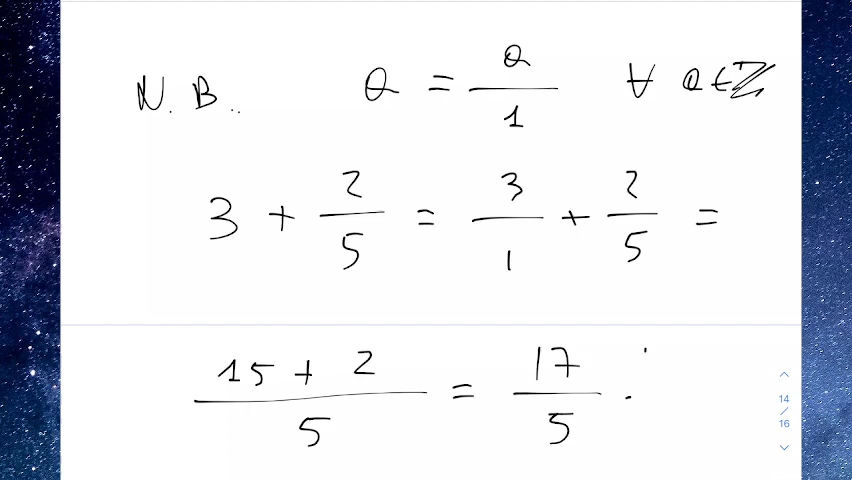 N.B.. a = a/1 ∀ a∈ℤ
3 + 2/5 = 3/1 + 2/5 =
(15 + 2)/5 = 17/5 .
14
/
16